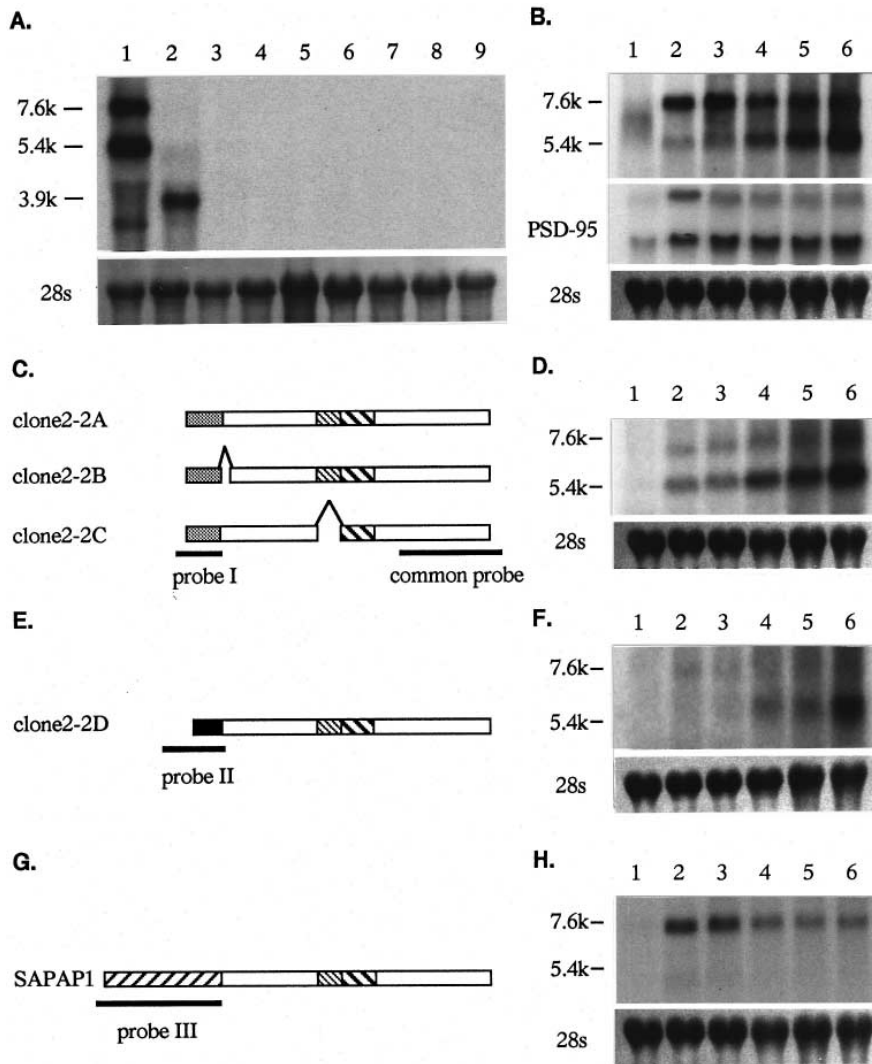 A.
1 2 3 4 5 6 7 8 9
7.6k
5.4k
3.9k
28s
B.
1 2 3 4 5 6
7.6k
5.4k
PSD-95
28s
C.
clone2-2A
clone2-2B
clone2-2C
probe I
common probe
D.
1 2 3 4 5 6
7.6k
5.4k
28s
E.
clone2-2D
probe II
F.
1 2 3 4 5 6
7.6k
5.4k
28s
G.
SAPAP1
probe III
H.
1 2 3 4 5 6
7.6k
5.4k
28s